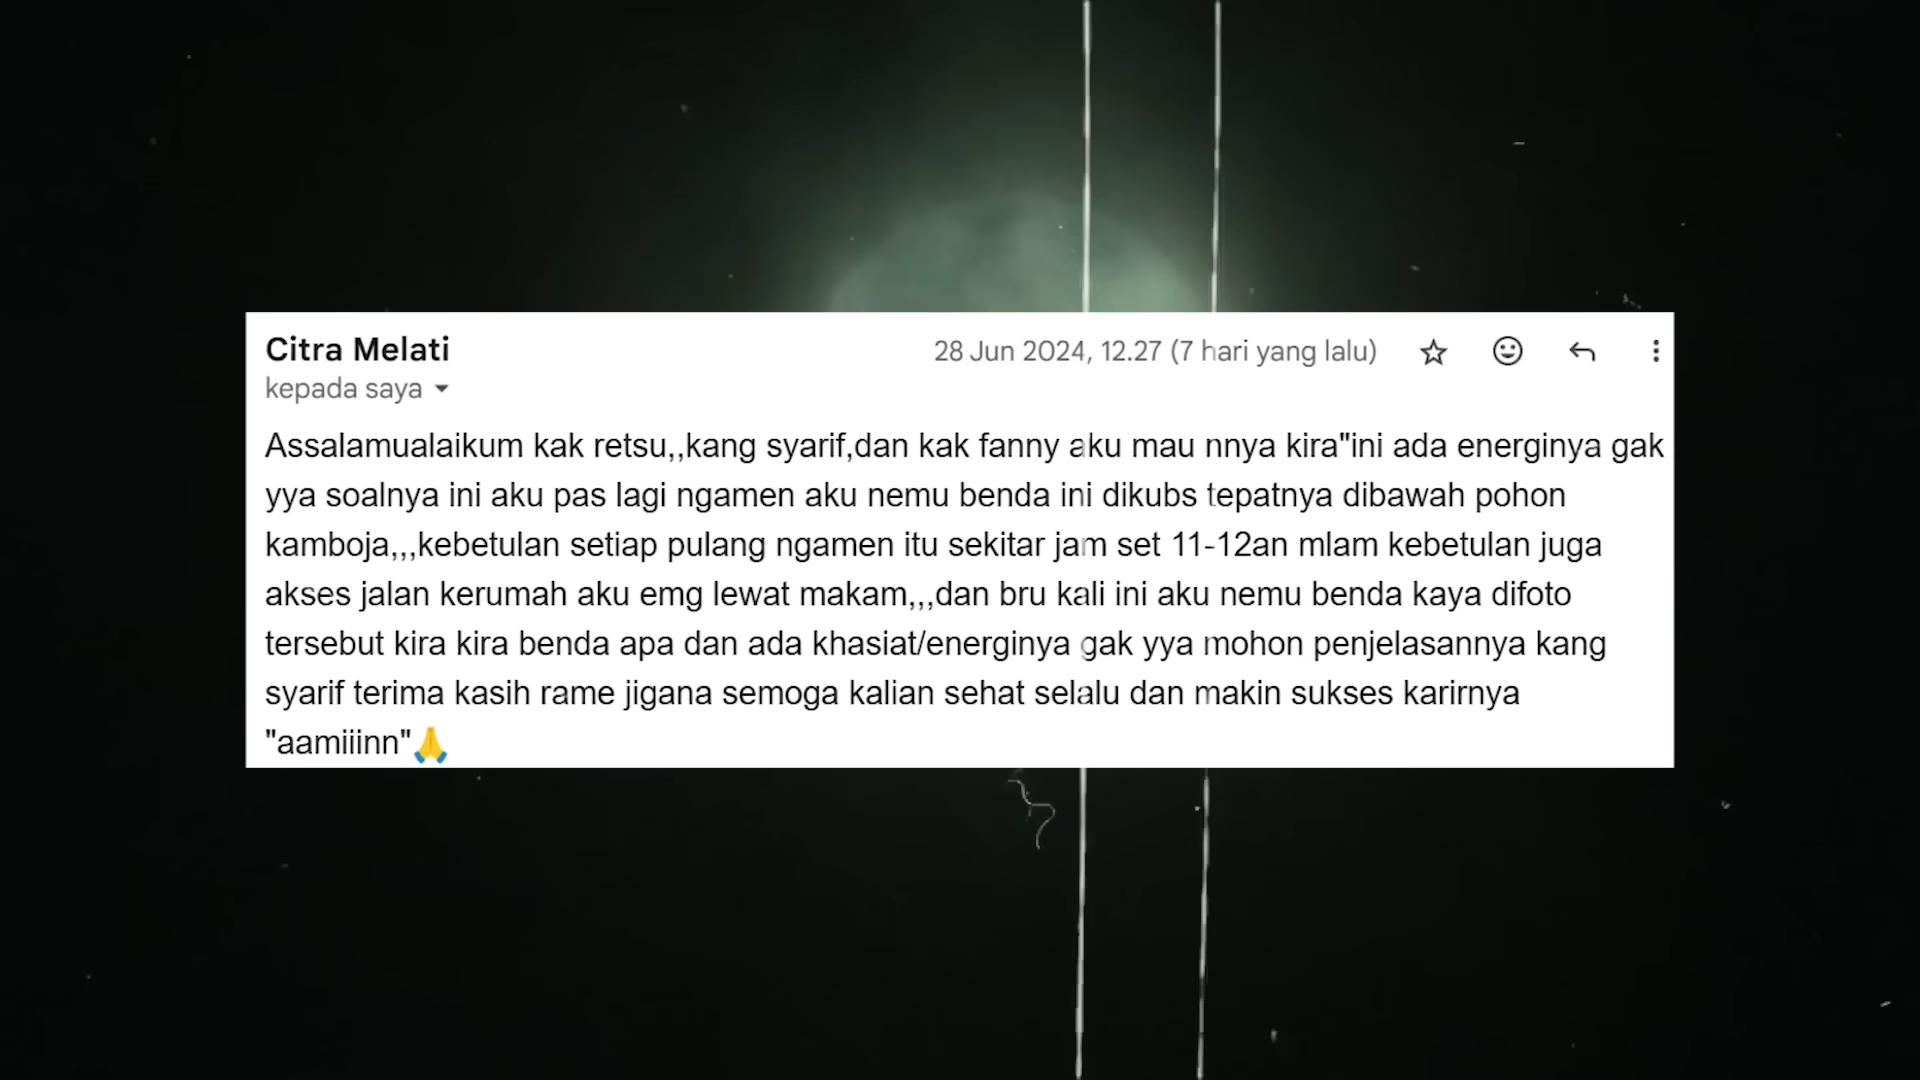 Citra Melati
28 Jun 2024, 12.27 (7 hari yang lalu)
kepada saya
Assalamualaikum kak retsu,,kang syarif,dan kak fanny aku mau nnya kira"ini ada energinya gak
yya soalnya ini aku pas lagi ngamen aku nemu benda ini dikubs tepatnya dibawah pohon
kamboja,,,kebetulan setiap pulang ngamen itu sekitar jam set 11-12an mlam kebetulan juga
akses jalan kerumah aku emg lewat makam,,,dan bru kali ini aku nemu benda kaya difoto
tersebut kira kira benda apa dan ada khasiat/energinya gak yya mohon penjelasannya kang
syarif terima kasih rame jigana semoga kalian sehat selalu dan makin sukses karirnya
"aamiiinn"🙏